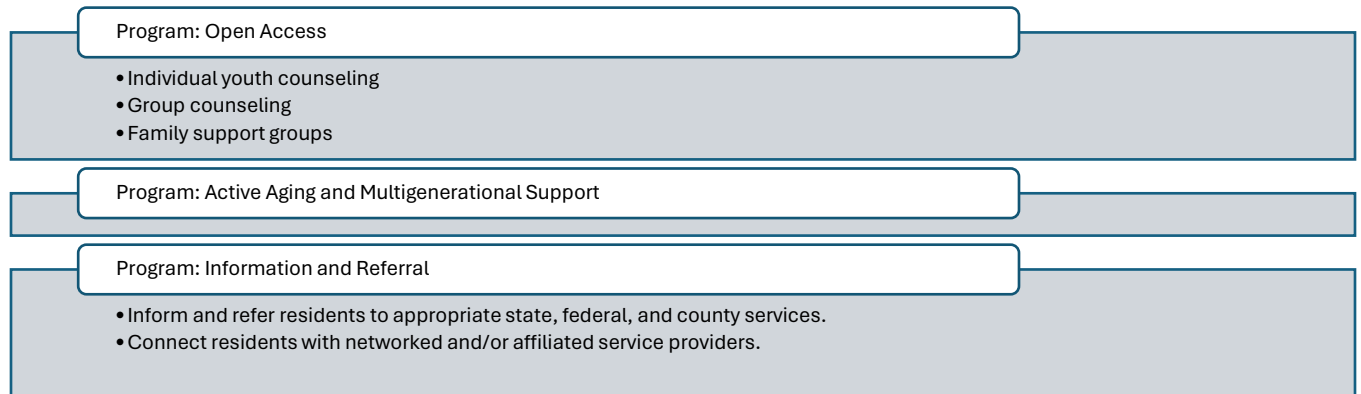 Program: Open Access
•Individual youth counseling
•Group counseling
•Family support groups
Program: Active Aging and Multigenerational Support
Program: Information and Referral
•Inform and refer residents to appropriate state, federal, and county services.
•Connect residents with networked and/or affiliated service providers.